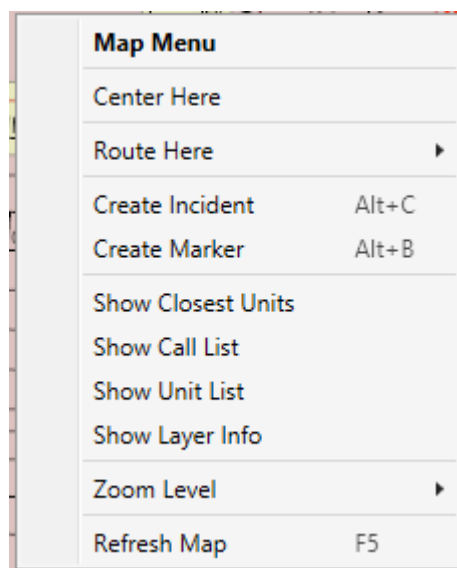 Map Menu
Center Here
Route Here
Create Incident Alt+C
Create Marker Alt+B
Show Closest Units
Show Call List
Show Unit List
Show Layer Info
Zoom Level
Refresh Map F5